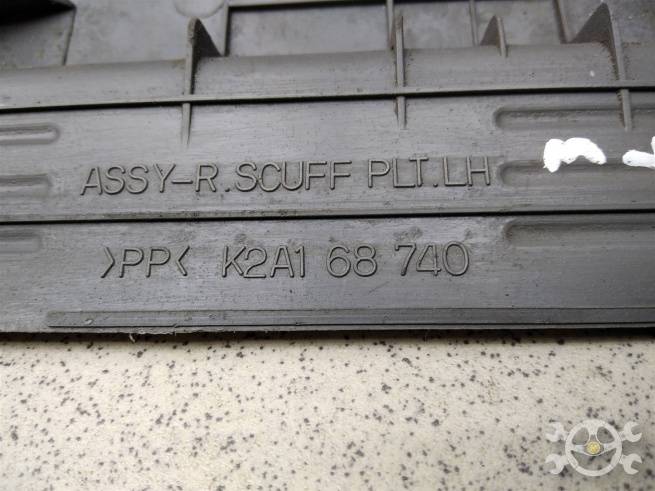 ASSY-R.SCUFF PLT.LH
>PP< K2A1 68 740